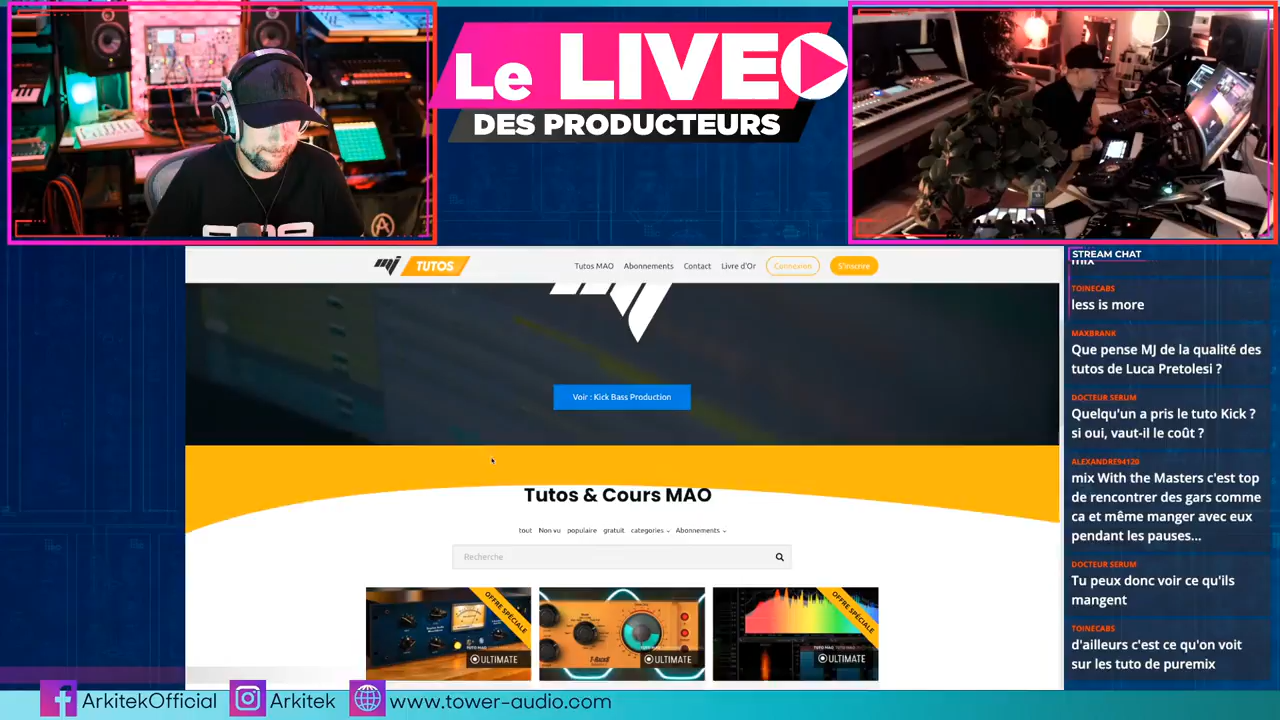 Le LIVE
DES PRODUCTEURS
mj TUTOS
Tutos MAO
Abonnements
Contact
Livre d'Or
Connexion
S'inscrire
Voir : Kick Bass Production
Tutos & Cours MAO
tout
Non vu
populaire
gratuit
categories
Abonnements
Recherche
OFFRE SPÉCIALE
ULTIMATE
ULTIMATE
OFFRE SPÉCIALE
ULTIMATE
STREAM CHAT
mix
TOINECABS
less is more
MAXBRANK
Que pense MJ de la qualité des
tutos de Luca Pretolesi ?
DOCTEUR SERUM
Quelqu'un a pris le tuto Kick ?
si oui, vaut-il le coût ?
ALEXANDRE94120
mix With the Masters c'est top
de rencontrer des gars comme
ca et même manger avec eux
pendant les pauses...
DOCTEUR SERUM
Tu peux donc voir ce qu'ils
mangent
TOINECABS
d'ailleurs c'est ce qu'on voit
sur les tuto de puremix
ArkitekOfficial
Arkitek
www.tower-audio.com